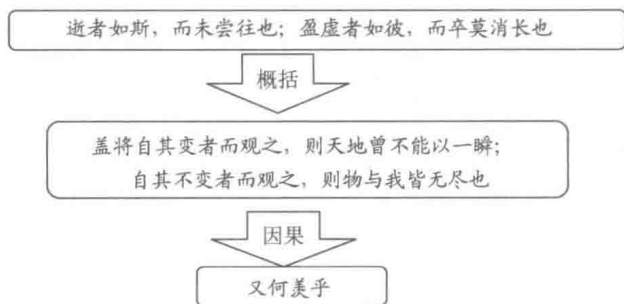 逝者如斯，而未尝往也；盈虚者如彼，而卒莫消长也
概括
盖将自其变者而观之，则天地曾不能以一瞬；
自其不变者而观之，则物与我皆无尽也
因果
又何羡乎